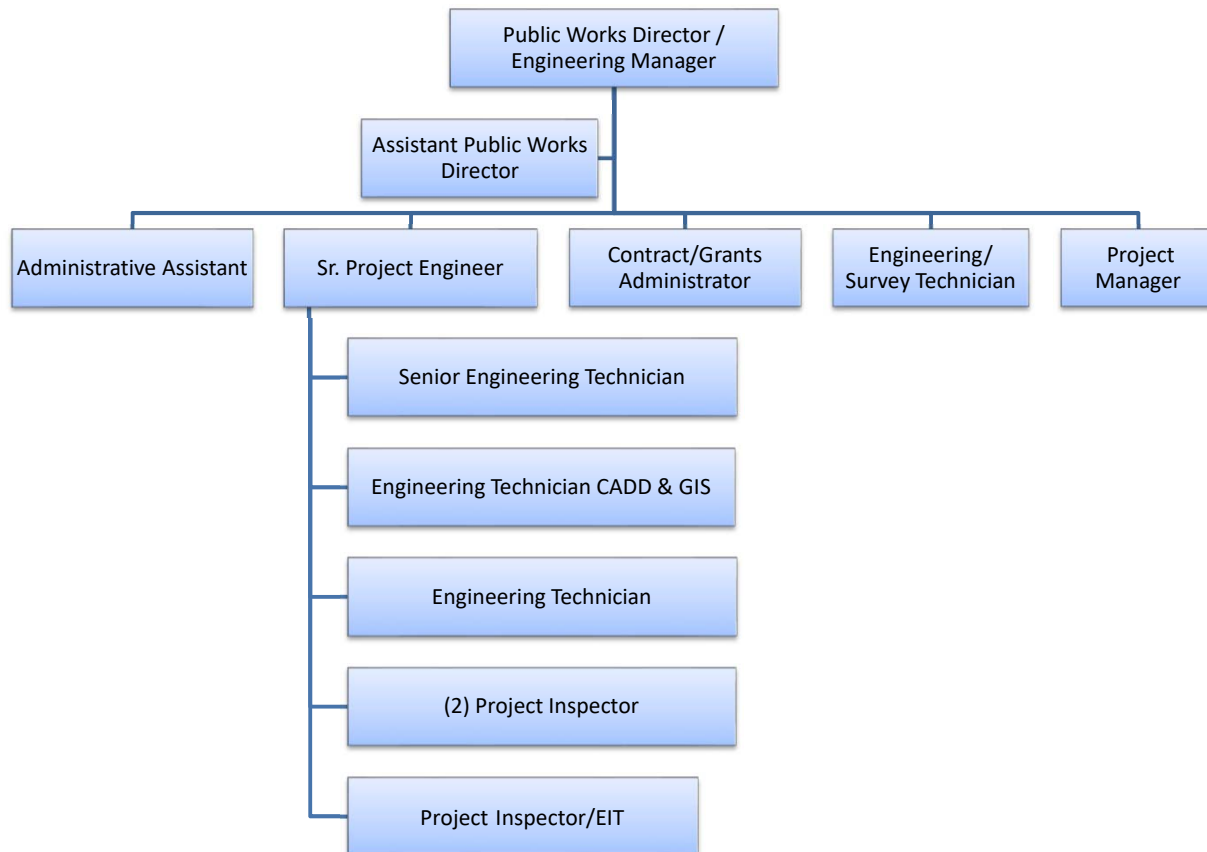 Public Works Director /
Engineering Manager
Assistant Public Works
Director
Administrative Assistant
Sr. Project Engineer
Contract/Grants
Administrator
Engineering/
Survey Technician
Project
Manager
Senior Engineering Technician
Engineering Technician CADD & GIS
Engineering Technician
(2) Project Inspector
Project Inspector/EIT